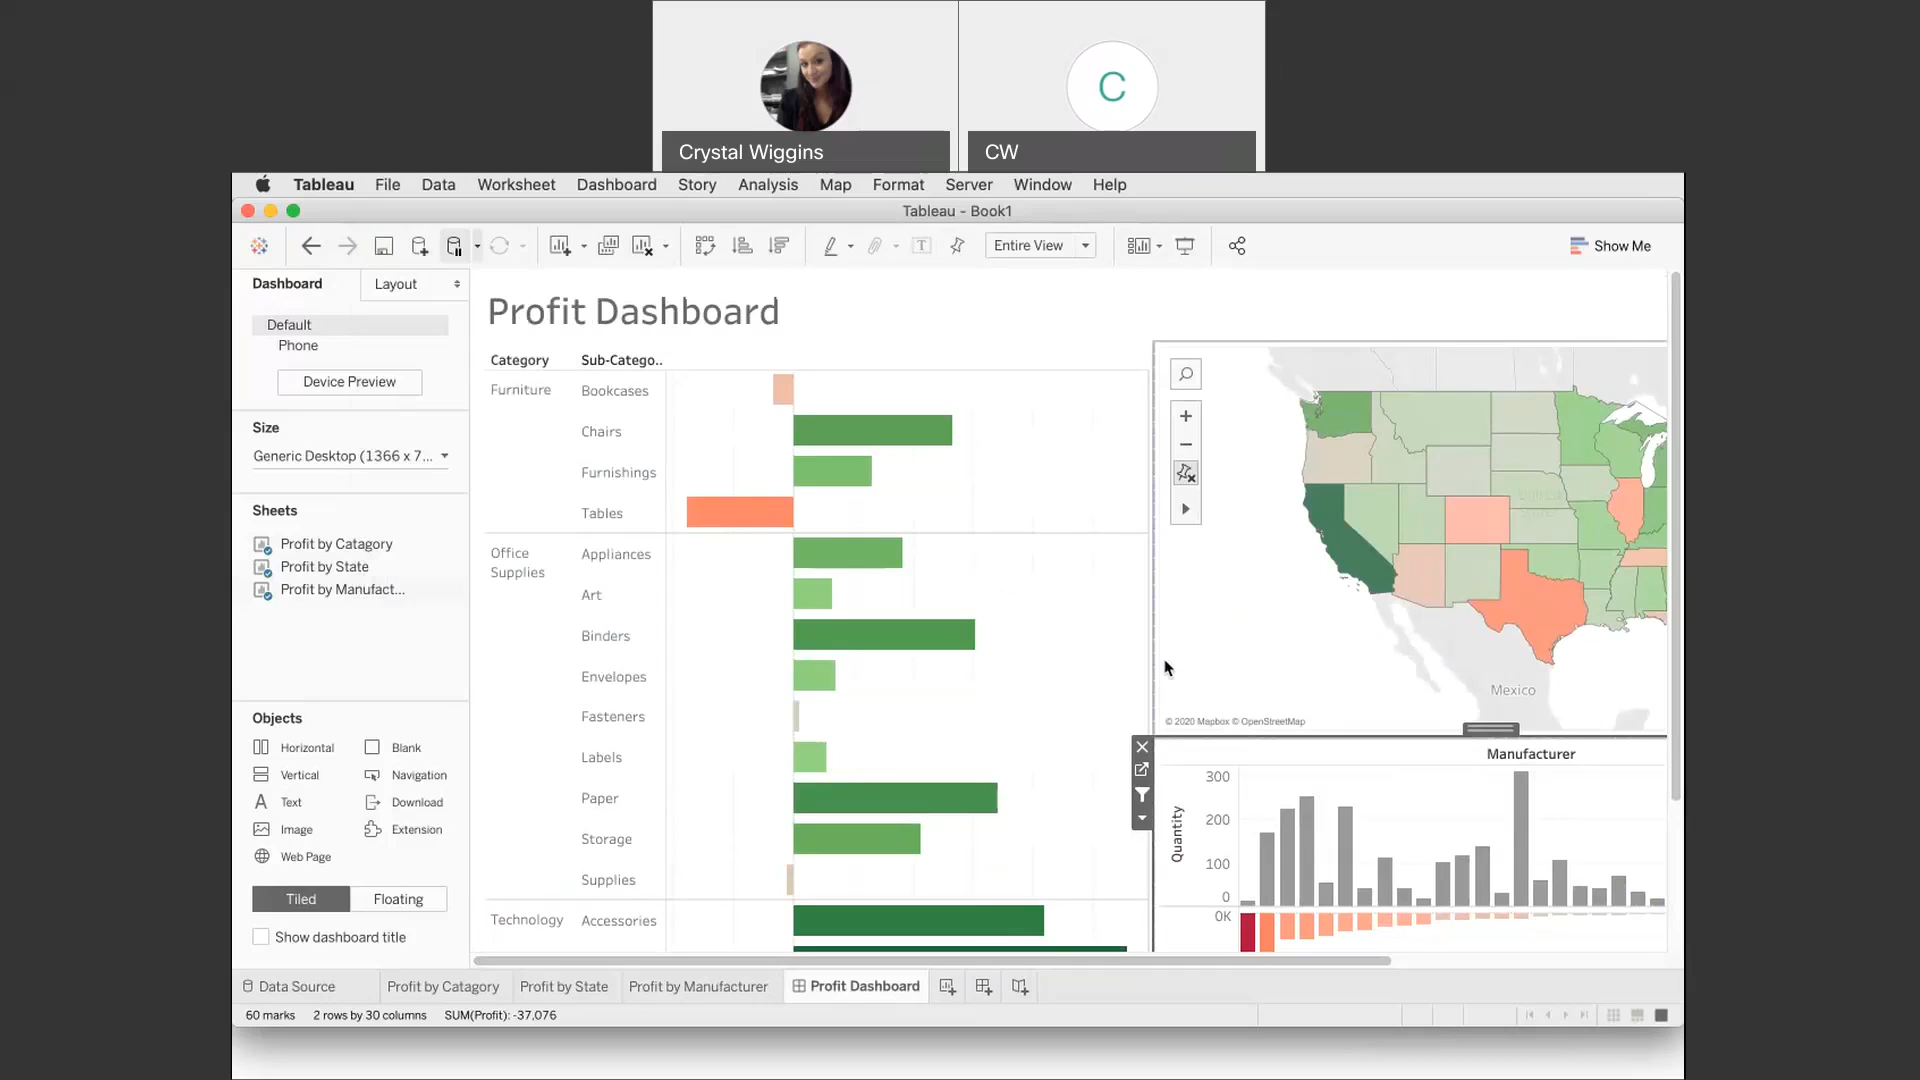 C
Crystal Wiggins
CW
Tableau File Data Worksheet Dashboard Story Analysis Map Format Server Window Help
Tableau - Book1
Entire View
Show Me
Dashboard
Layout
Default
Phone
Device Preview
Size
Generic Desktop (1366 x 7...
Sheets
Profit by Catagory
Profit by State
Profit by Manufact...
Objects
Horizontal
Blank
Vertical
Navigation
Text
Download
Image
Extension
Web Page
Tiled
Floating
Show dashboard title
Profit Dashboard
Category
Sub-Catego..
Furniture
Bookcases
Chairs
Furnishings
Tables
Office
Supplies
Appliances
Art
Binders
Envelopes
Fasteners
Labels
Paper
Storage
Supplies
Technology
Accessories
Mexico
© 2020 Mapbox © OpenStreetMap
Manufacturer
Quantity
300
200
100
0
0K
Data Source
Profit by Catagory
Profit by State
Profit by Manufacturer
Profit Dashboard
60 marks
2 rows by 30 columns
SUM(Profit): -37,076